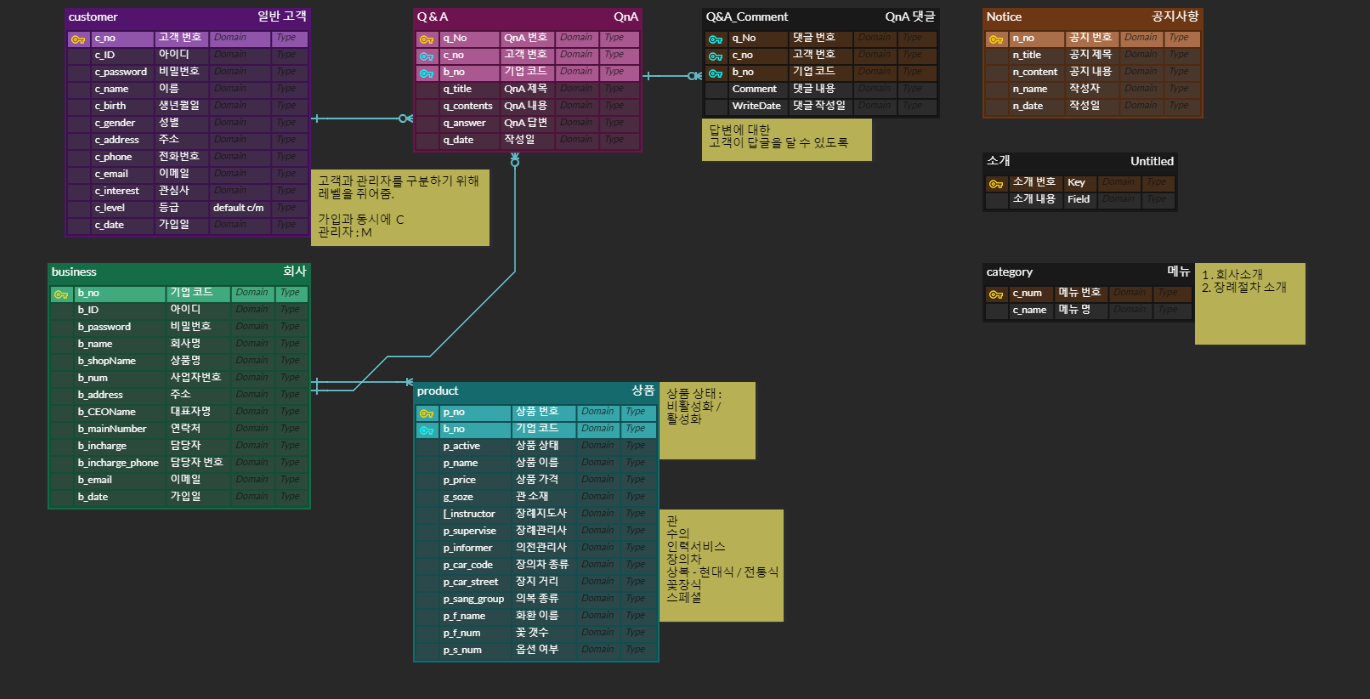 customer 일반 고객
c_no 고객 번호 Domain Type
c_ID 아이디 Domain Type
c_password 비밀번호 Domain Type
c_name 이름 Domain Type
c_birth 생년월일 Domain Type
c_gender 성별 Domain Type
c_address 주소 Domain Type
c_phone 전화번호 Domain Type
c_email 이메일 Domain Type
c_interest 관심사 Domain Type
c_level 등급 default c/m Type
c_date 가입일 Domain Type
Q & A QnA
q_No QnA 번호 Domain Type
c_no 고객 번호 Domain Type
b_no 기업 코드 Domain Type
q_title QnA 제목 Domain Type
q_contents QnA 내용 Domain Type
q_answer QnA 답변 Domain Type
q_date 작성일 Domain Type
Q&A_Comment QnA 댓글
q_No 댓글 번호 Domain Type
c_no 고객 번호 Domain Type
b_no 기업 코드 Domain Type
Comment 댓글 내용 Domain Type
WriteDate 댓글 작성일 Domain Type
답변에 대한
고객이 답글을 달 수 있도록
Notice 공지사항
n_no 공지 번호 Domain Type
n_title 공지 제목 Domain Type
n_content 공지 내용 Domain Type
n_name 작성자 Domain Type
n_date 작성일 Domain Type
고객과 관리자를 구분하기 위해
레벨을 쥐어줌.
가입과 동시에 C
관리자 : M
소개 Untitled
소개 번호 Key Domain Type
소개 내용 Field Domain Type
business 회사
b_no 기업 코드 Domain Type
b_ID 아이디 Domain Type
b_password 비밀번호 Domain Type
b_name 회사명 Domain Type
b_shopName 상품명 Domain Type
b_num 사업자번호 Domain Type
b_address 주소 Domain Type
b_CEOName 대표자명 Domain Type
b_mainNumber 연락처 Domain Type
b_incharge 담당자 Domain Type
b_incharge_phone 담당자 번호 Domain Type
b_email 이메일 Domain Type
b_date 가입일 Domain Type
category 메뉴
c_num 메뉴 번호 Domain Type
c_name 메뉴 명 Domain Type
1. 회사소개
2. 장례절차 소개
product 상품
p_no 상품 번호 Domain Type
b_no 기업 코드 Domain Type
p_active 상품 상태 Domain Type
p_name 상품 이름 Domain Type
p_price 상품 가격 Domain Type
g_soze 관 소재 Domain Type
[_instructor 장례지도사 Domain Type
p_supervise 장례관리사 Domain Type
p_informer 의전관리사 Domain Type
p_car_code 장의자 종류 Domain Type
p_car_street 장지 거리 Domain Type
p_sang_group 의복 종류 Domain Type
p_f_name 화환 이름 Domain Type
p_f_num 꽃 갯수 Domain Type
p_s_num 옵션 여부 Domain Type
상품 상태 :
비활성화 /
활성화
관
수의
인력서비스
장의차
상복 - 현대식 / 전통식
꽃장식
스페셜